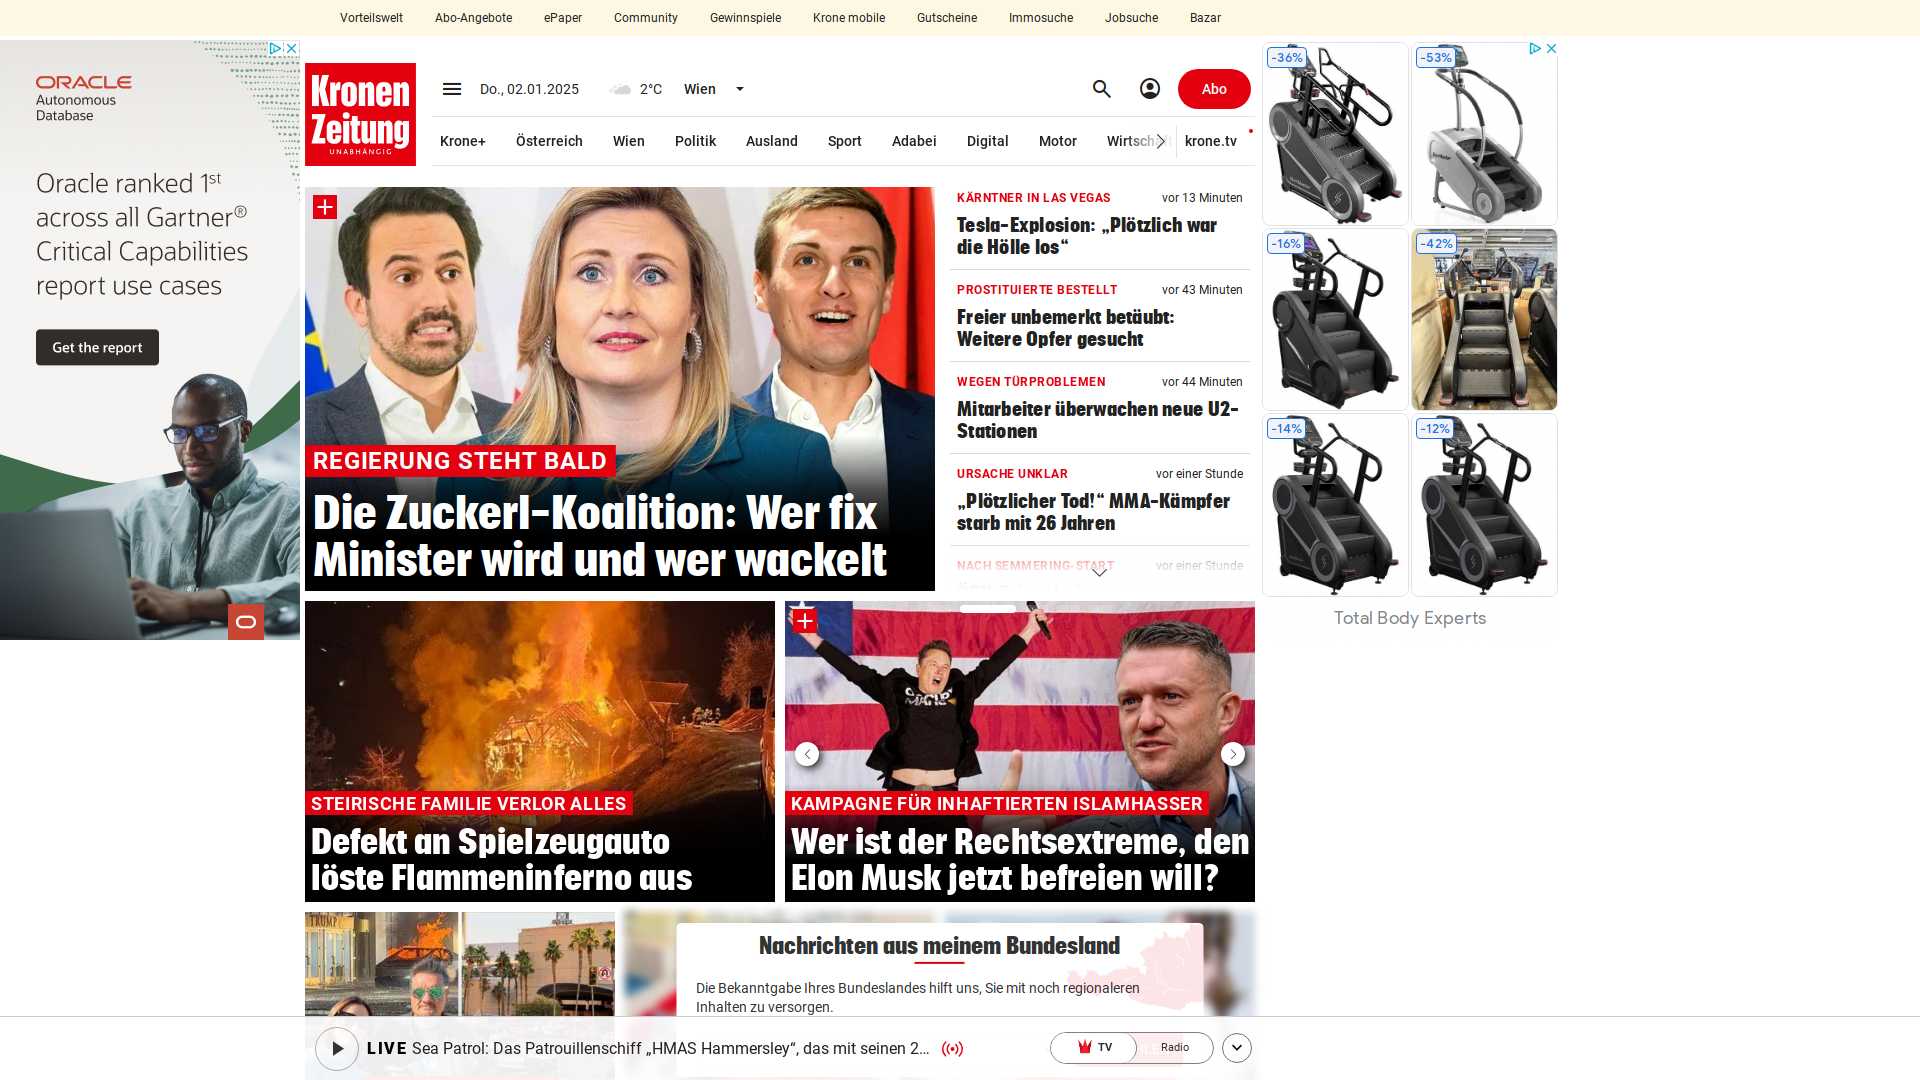 Vorteilswelt
Abo-Angebote
ePaper
Community
Gewinnspiele
Krone mobile
Gutscheine
Immosuche
Jobsuche
Bazar
ORACLE
Autonomous
Database
Oracle ranked 1st
across all Gartner®
Critical Capabilities
report use cases
Get the report
Kronen
Zeitung
UNABHÄNGIG
Do., 02.01.2025
2°C
Wien
Abo
Krone+
Österreich
Wien
Politik
Ausland
Sport
Adabei
Digital
Motor
krone.tv
REGIERUNG STEHT BALD
Die Zuckerl-Koalition: Wer fix
Minister wird und wer wackelt
KÄRNTNER IN LAS VEGAS
vor 13 Minuten
Tesla-Explosion: „Plötzlich war
die Hölle los“
PROSTITUIERTE BESTELLT
vor 43 Minuten
Freier unbemerkt betäubt:
Weitere Opfer gesucht
WEGEN TÜRPROBLEMEN
vor 44 Minuten
Mitarbeiter überwachen neue U2-
Stationen
URSACHE UNKLAR
vor einer Stunde
„Plötzlicher Tod!“ MMA-Kämpfer
starb mit 26 Jahren
NACH SEMMERING-START
vor einer Stunde
-36%
-53%
-16%
-42%
-14%
-12%
Total Body Experts
STEIRISCHE FAMILIE VERLOR ALLES
Defekt an Spielzeugauto
löste Flammeninferno aus
KAMPAGNE FÜR INHAFTIERTEN ISLAMHASSER
Wer ist der Rechtsextreme, den
Elon Musk jetzt befreien will?
TRUMP
Nachrichten aus meinem Bundesland
Die Bekanntgabe Ihres Bundeslandes hilft uns, Sie mit noch regionaleren
Inhalten zu versorgen.
LIVE Sea Patrol: Das Patrouillenschiff „HMAS Hammersley“, das mit seinen 2...
TV
Radio